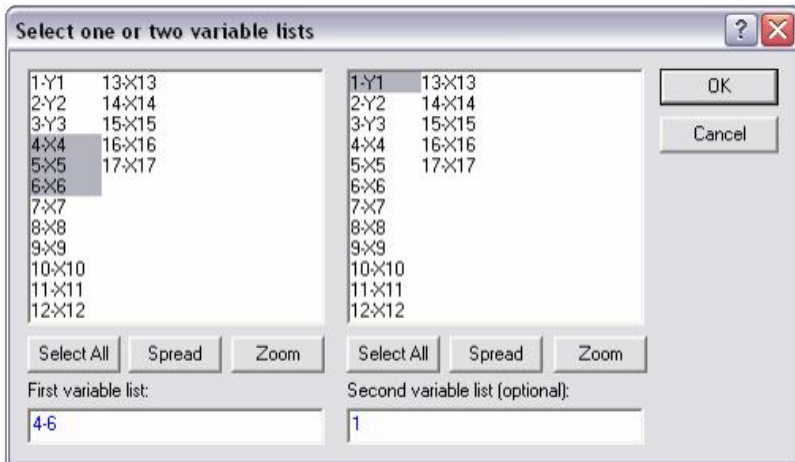 Select one or two variable lists
?
1-Y1 13-X13
2-Y2 14-X14
3-Y3 15-X15
4-X4 16-X16
5-X5 17-X17
6-X6
7-X7
8-X8
9-X9
10-X10
11-X11
12-X12
Select All Spread Zoom
First variable list:
4-6
1-Y1 13-X13
2-Y2 14-X14
3-Y3 15-X15
4-X4 16-X16
5-X5 17-X17
6-X6
7-X7
8-X8
9-X9
10-X10
11-X11
12-X12
Select All Spread Zoom
Second variable list (optional):
1
OK
Cancel